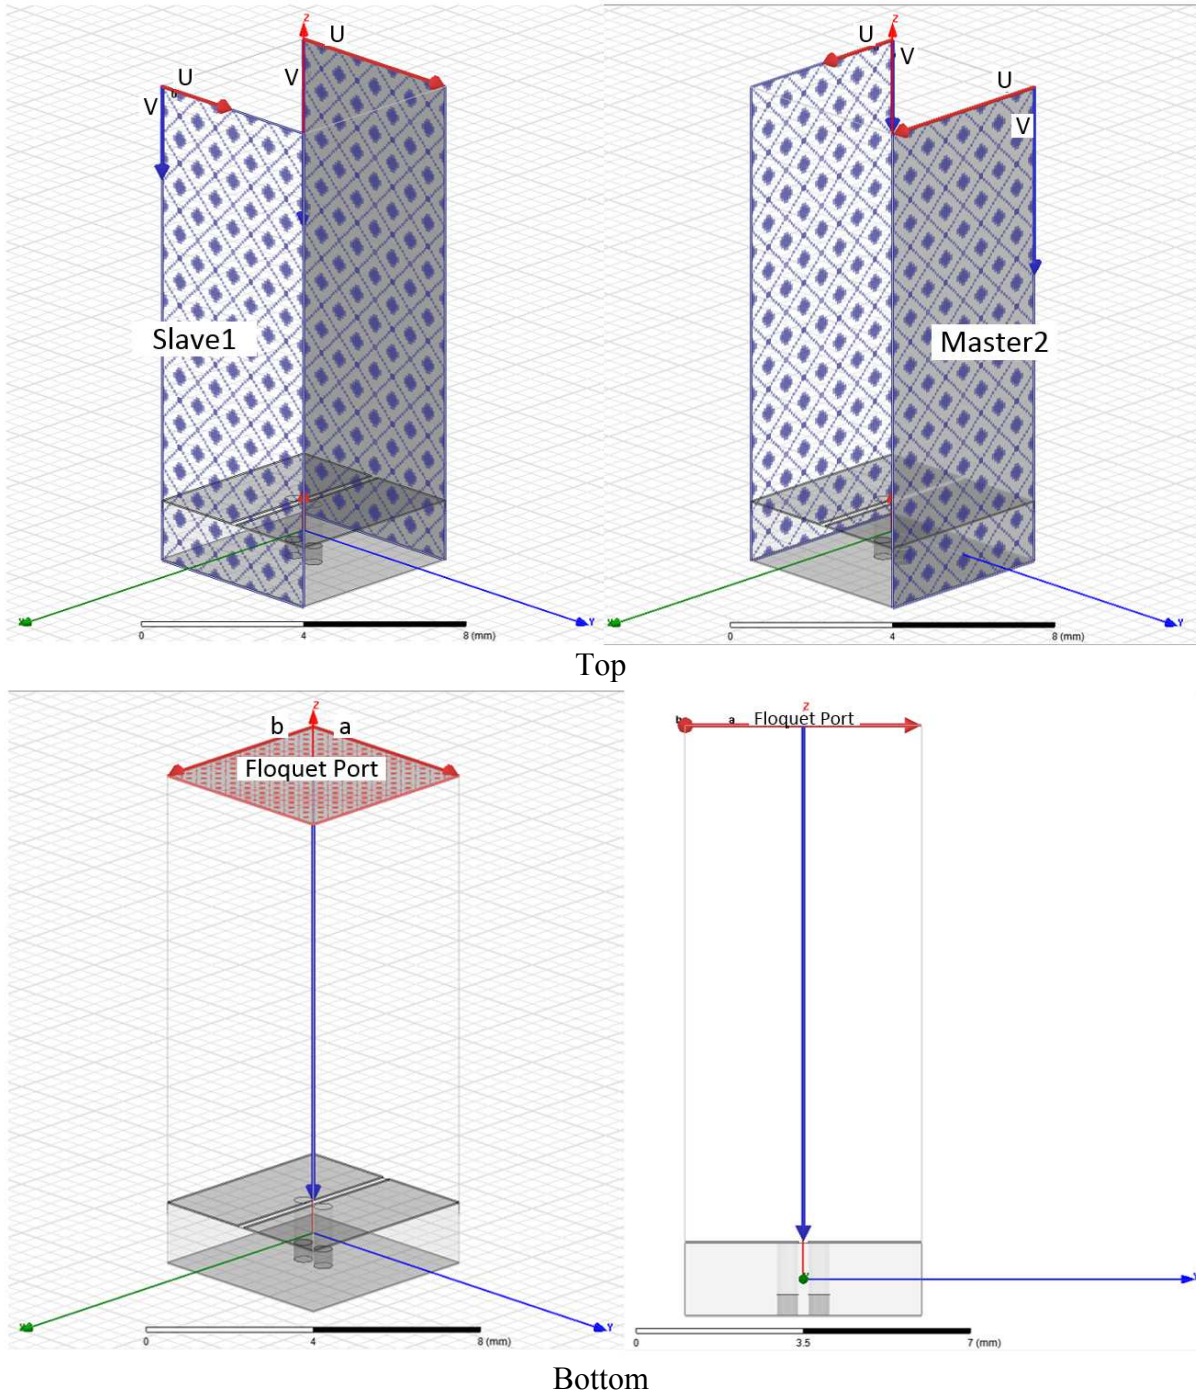 Z
U
U
V
V
Slave1
Y
0 4 8 (mm)
Z
U
V
U
V
Master2
Y
0 4 8 (mm)
Top
Z
b a
Floquet Port
Y
0 4 8 (mm)
Z
b a Floquet Port
Y
0 3.5 7 (mm)
Bottom